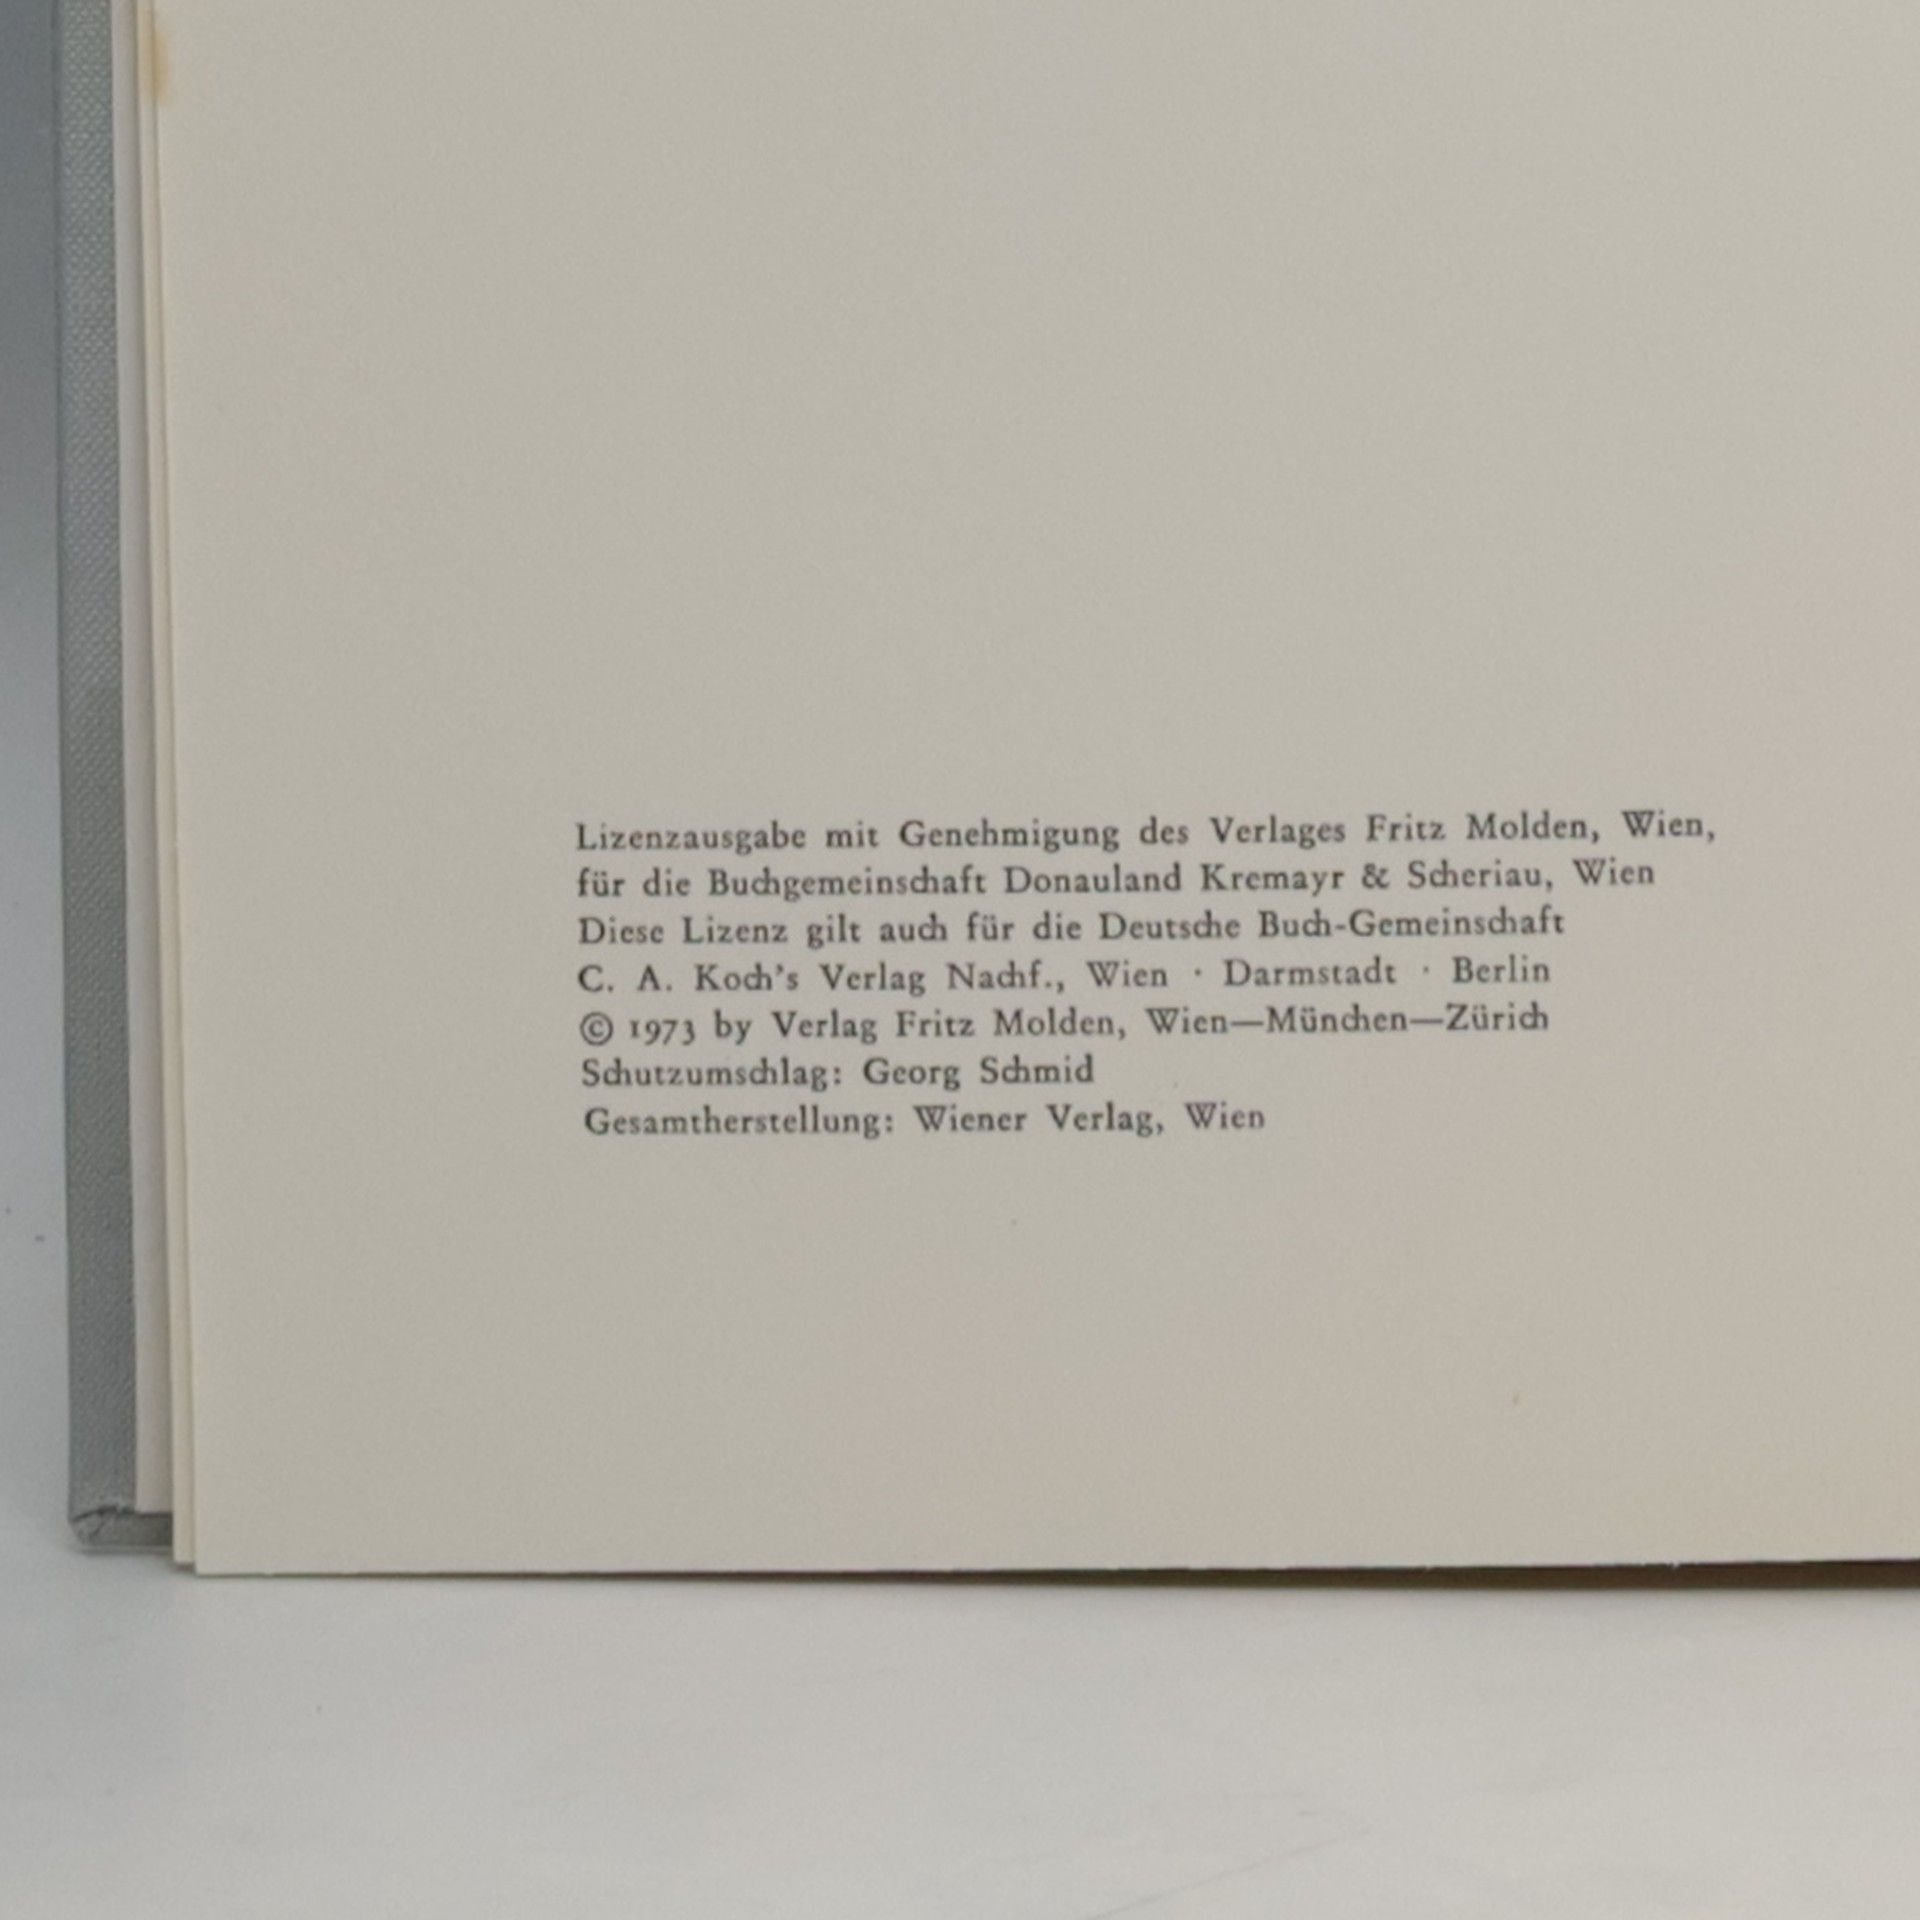 Lizenzausgabe mit Genehmigung des Verlages Fritz Molden, Wien,
für die Buchgemeinschaft Donauland Kremayr & Scheriau, Wien
Diese Lizenz gilt auch für die Deutsche Buch-Gemeinschaft
C. A. Koch's Verlag Nachf., Wien · Darmstadt · Berlin
© 1973 by Verlag Fritz Molden, Wien—München—Zürich
Schutzumschlag: Georg Schmid
Gesamtherstellung: Wiener Verlag, Wien